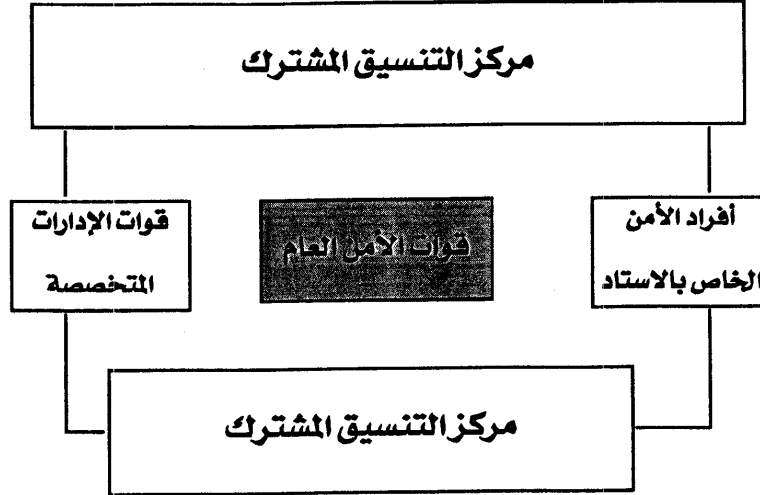 مركز التنسيق المشترك
أفراد الأمن
الخاص بالاستاد
قوات الأمن العام
قوات الإدارات
المتخصصة
مركز التنسيق المشترك